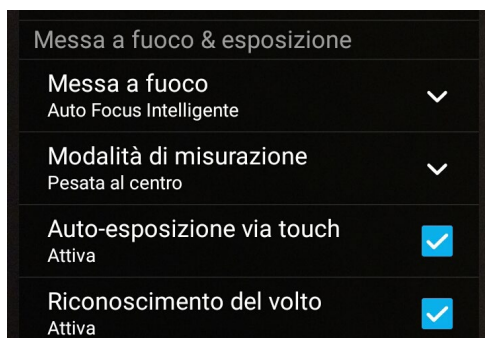 Messa a fuoco & esposizione
Messa a fuoco
Auto Focus Intelligente
Modalità di misurazione
Pesata al centro
Auto-esposizione via touch
Attiva
Riconoscimento del volto
Attiva